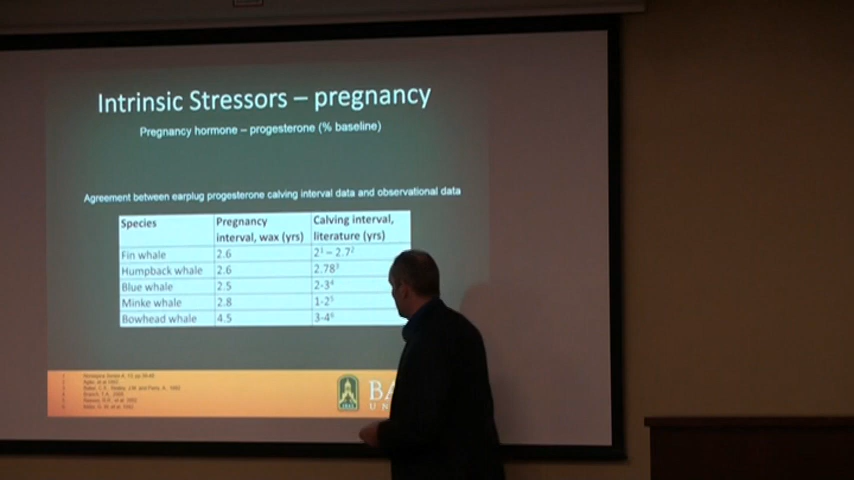 Intrinsic Stressors – pregnancy
Pregnancy hormone – progesterone (% baseline)
Agreement between earplug progesterone calving interval data and observational data
Species Pregnancy interval, wax (yrs) Calving interval, literature (yrs)
Fin whale 2.6 2¹ – 2.7²
Humpback whale 2.6 2.78³
Blue whale 2.5 2-3⁴
Minke whale 2.8 1-2⁵
Bowhead whale 4.5 3-4⁶